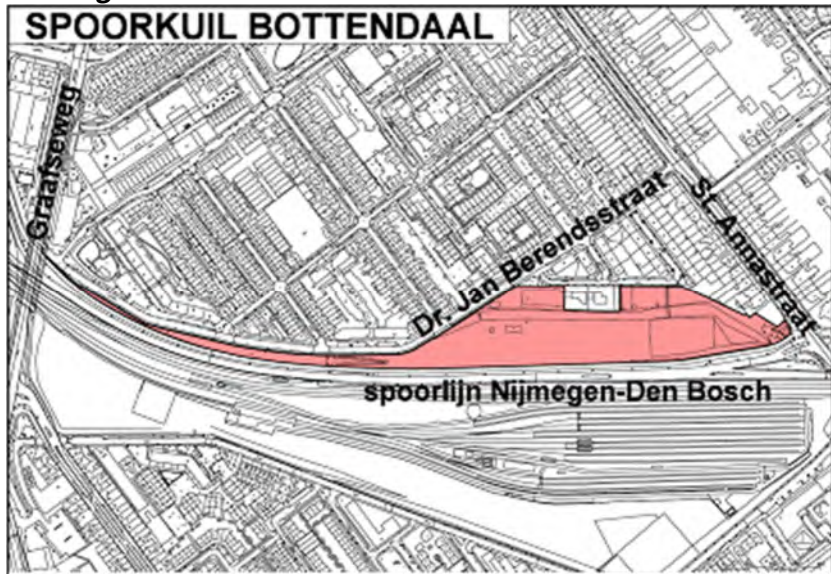 SPOORKUIL BOTTENDAAL
Graafseweg
Dr. Jan Berendsstraat
St. Annastraat
spoorlijn Nijmegen-Den Bosch